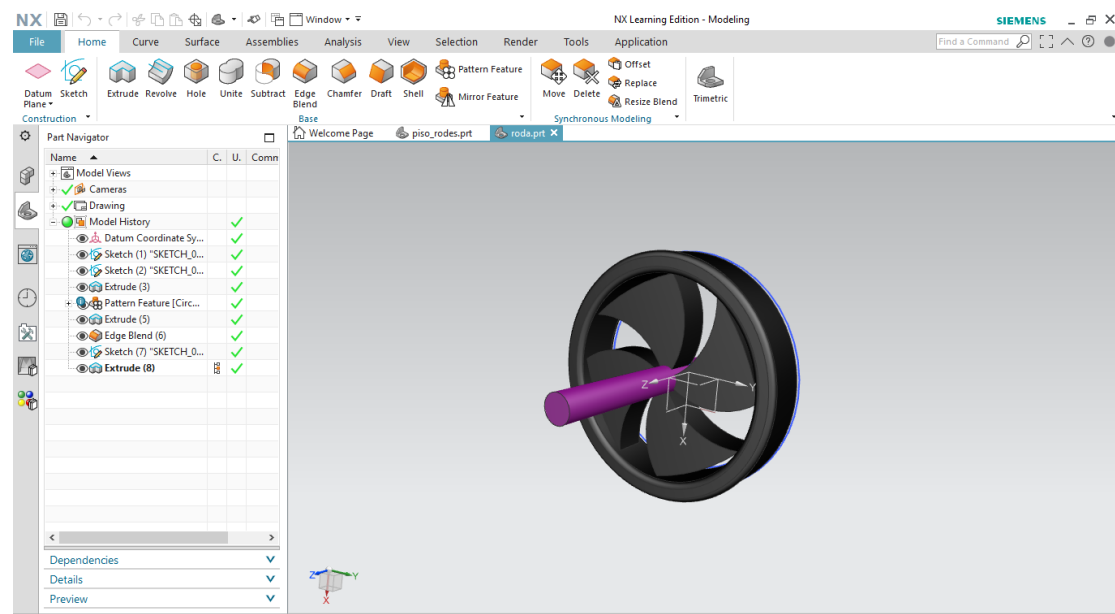 NX Window NX Learning Edition - Modeling SIEMENS
File Home Curve Surface Assemblies Analysis View Selection Render Tools Application Find a Command
Datum Plane Sketch Extrude Revolve Hole Unite Subtract Edge Blend Chamfer Draft Shell Pattern Feature Mirror Feature Move Delete Offset Replace Resize Blend Trimetric
Construction Base Synchronous Modeling
Part Navigator Welcome Page piso_rodes.prt roda.prt
Name C. U. Comm
Model Views
Cameras
Drawing
Model History
Datum Coordinate Sy...
Sketch (1) "SKETCH_0...
Sketch (2) "SKETCH_0...
Extrude (3)
Pattern Feature [Circ...
Extrude (5)
Edge Blend (6)
Sketch (7) "SKETCH_0...
Extrude (8)
Z Y
X
Dependencies
Details
Preview
Z Y
X